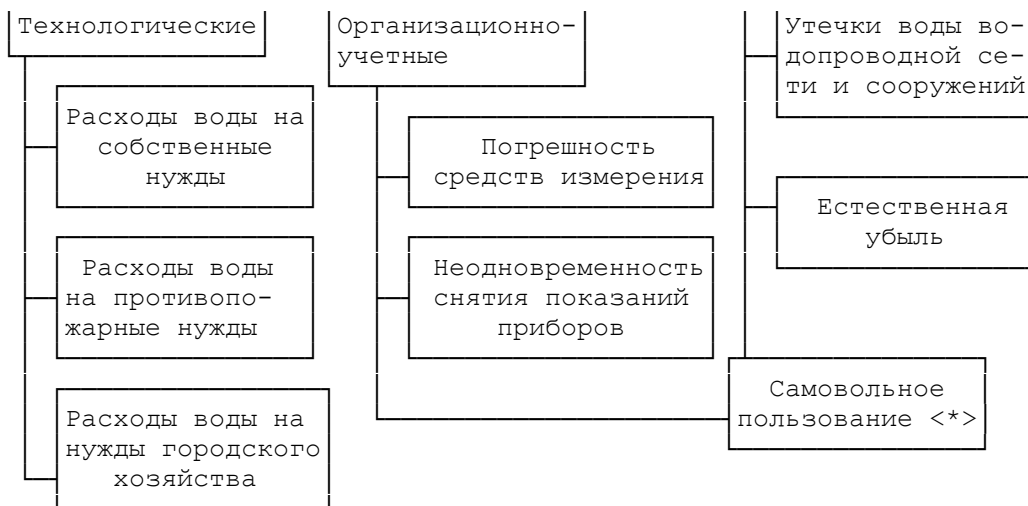 Технологические
Организационно-
учетные
Утечки воды во-
допроводной се-
ти и сооружений
Расходы воды на
собственные
нужды
Погрешность
средств измерения
Естественная
убыль
Расходы воды
на противопо-
жарные нужды
Неодновременность
снятия показаний
приборов
Самовольное
пользование <*>
Расходы воды на
нужды городского
хозяйства